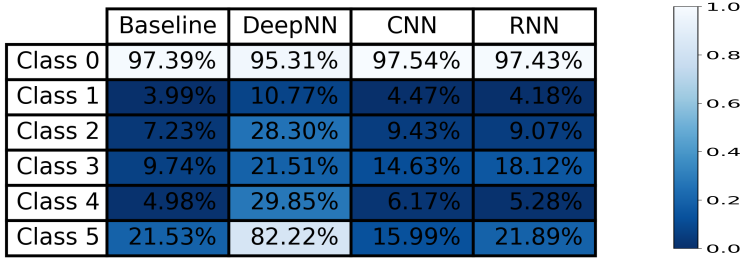 Baseline DeepNN CNN RNN
Class 0 97.39% 95.31% 97.54% 97.43%
Class 1 3.99% 10.77% 4.47% 4.18%
Class 2 7.23% 28.30% 9.43% 9.07%
Class 3 9.74% 21.51% 14.63% 18.12%
Class 4 4.98% 29.85% 6.17% 5.28%
Class 5 21.53% 82.22% 15.99% 21.89%
1.0
0.8
0.6
0.4
0.2
0.0